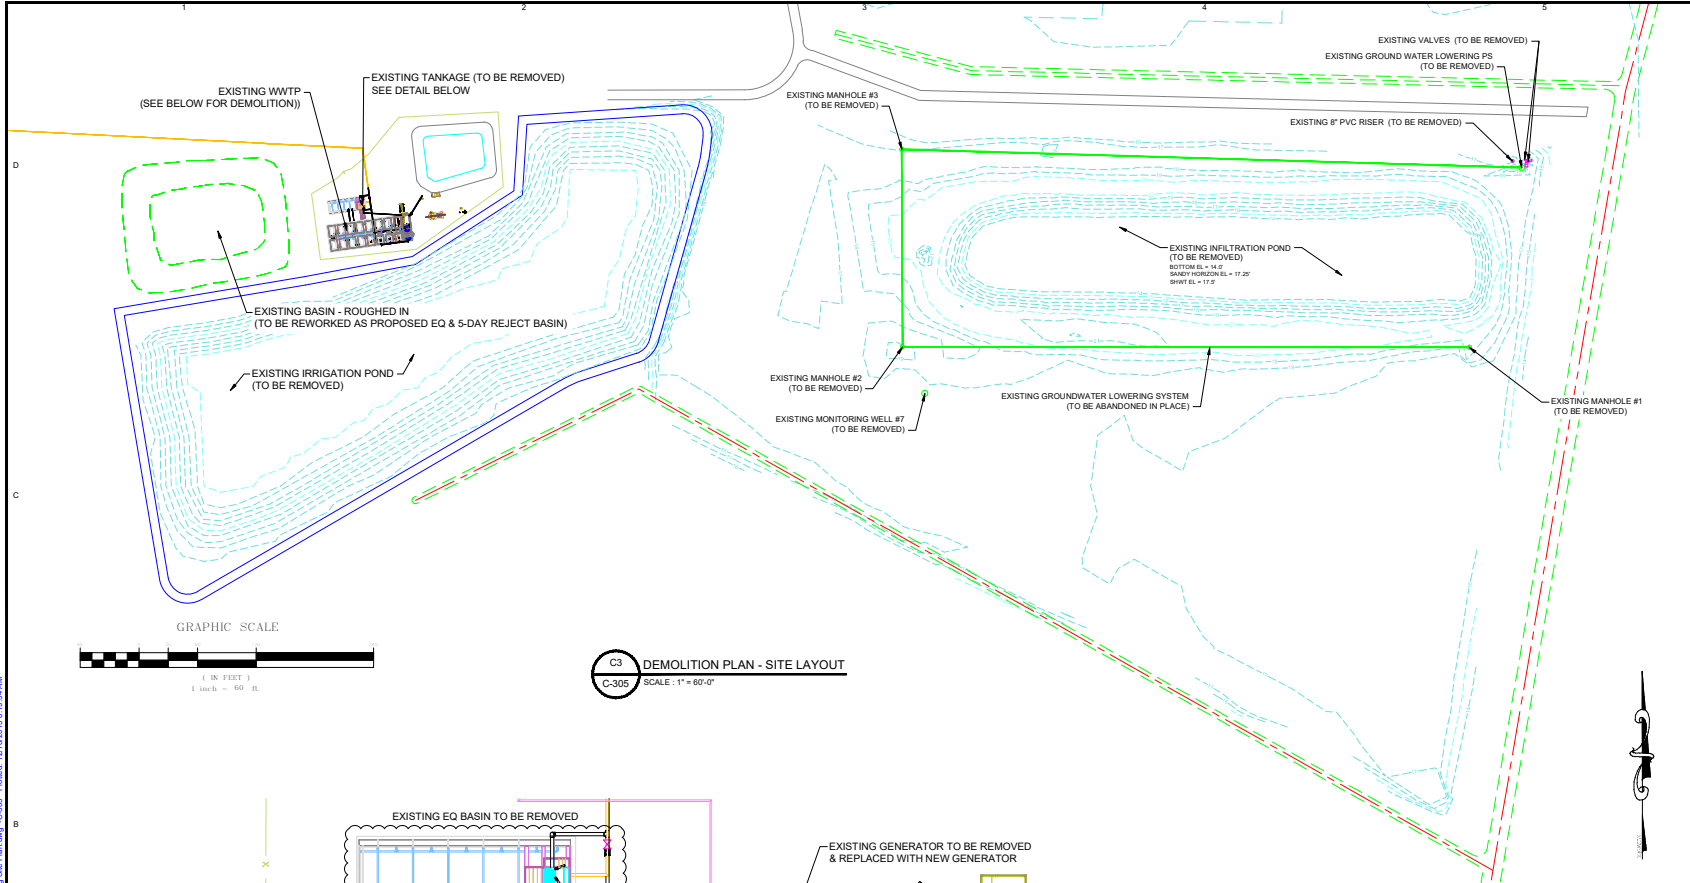 1 2 3 4 5
D
C
B
EXISTING WWTP
(SEE BELOW FOR DEMOLITION))
EXISTING TANKAGE (TO BE REMOVED)
SEE DETAIL BELOW
EXISTING MANHOLE #3
(TO BE REMOVED)
EXISTING VALVES (TO BE REMOVED)
EXISTING GROUND WATER LOWERING PS
(TO BE REMOVED)
EXISTING 8" PVC RISER (TO BE REMOVED)
EXISTING INFILTRATION POND
(TO BE REMOVED)
BOTTOM EL = 14.0'
SANDY HORIZON EL = 17.25'
SHWT EL = 17.5'
EXISTING BASIN - ROUGHED IN
(TO BE REWORKED AS PROPOSED EQ & 5-DAY REJECT BASIN)
EXISTING IRRIGATION POND
(TO BE REMOVED)
EXISTING MANHOLE #2
(TO BE REMOVED)
EXISTING MONITORING WELL #7
(TO BE REMOVED)
EXISTING GROUNDWATER LOWERING SYSTEM
(TO BE ABANDONED IN PLACE)
EXISTING MANHOLE #1
(TO BE REMOVED)
GRAPHIC SCALE
( IN FEET )
1 inch = 60 ft.
C3
C-305
DEMOLITION PLAN - SITE LAYOUT
SCALE : 1" = 60'-0"
EXISTING EQ BASIN TO BE REMOVED
EXISTING GENERATOR TO BE REMOVED
& REPLACED WITH NEW GENERATOR